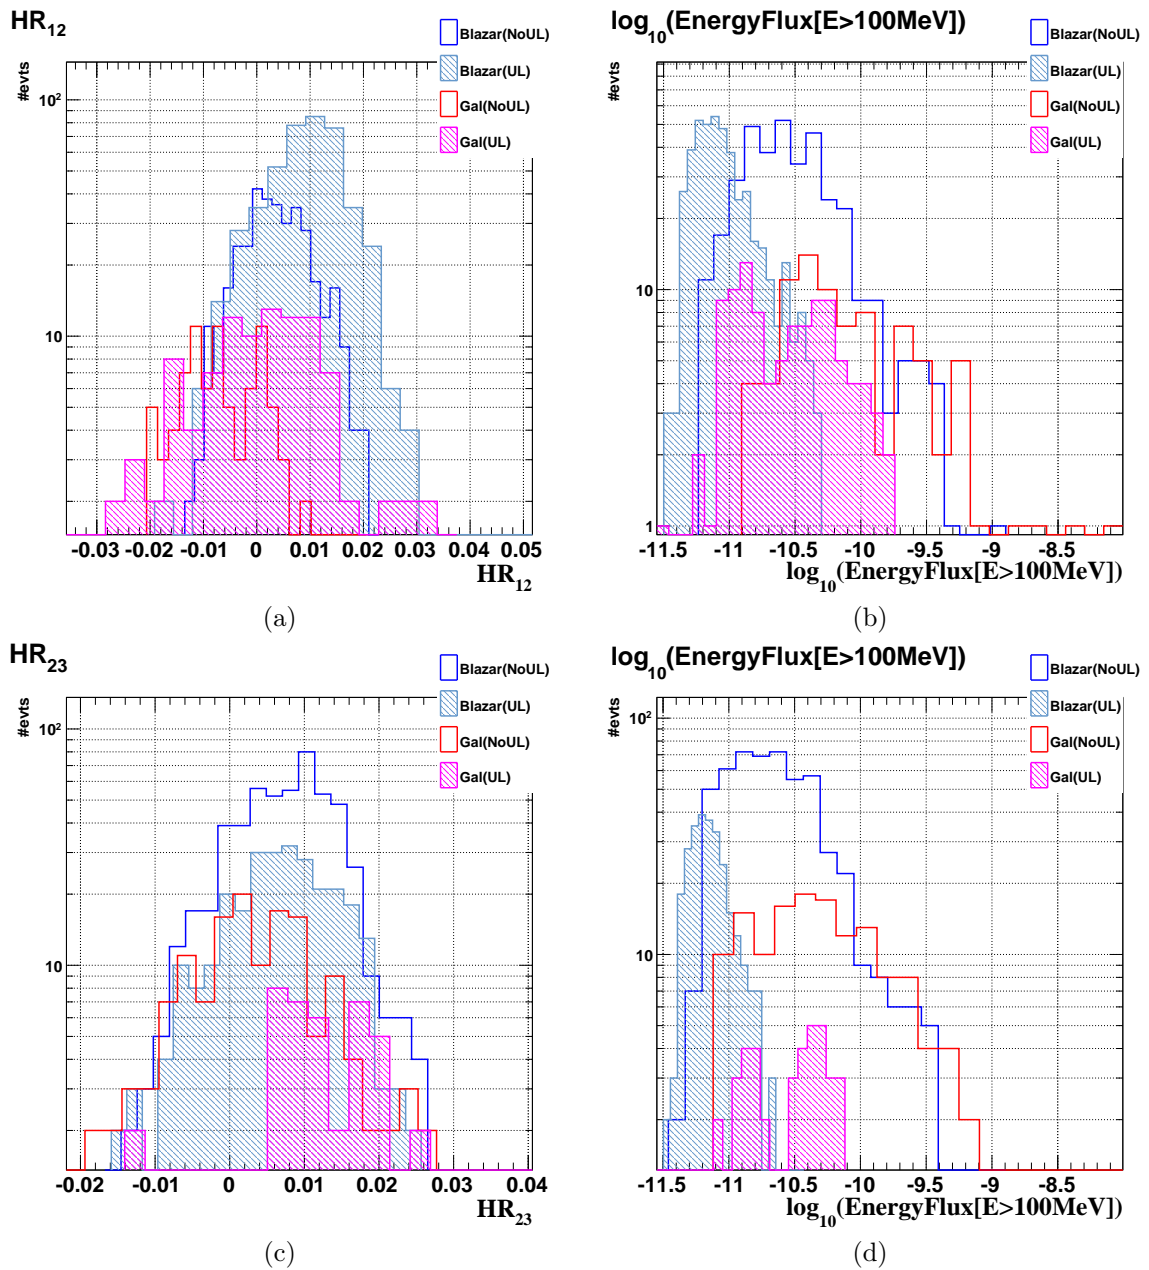 HR12
Blazar(NoUL)
Blazar(UL)
Gal(NoUL)
Gal(UL)
#evts
10²
10
-0.03 -0.02 -0.01 0 0.01 0.02 0.03 0.04 0.05
HR12
(a)
log10(EnergyFlux[E>100MeV])
Blazar(NoUL)
Blazar(UL)
Gal(NoUL)
Gal(UL)
#evts
10
1
-11.5 -11 -10.5 -10 -9.5 -9 -8.5
log10(EnergyFlux[E>100MeV])
(b)
HR23
Blazar(NoUL)
Blazar(UL)
Gal(NoUL)
Gal(UL)
#evts
10²
10
-0.02 -0.01 0 0.01 0.02 0.03 0.04
HR23
(c)
log10(EnergyFlux[E>100MeV])
Blazar(NoUL)
Blazar(UL)
Gal(NoUL)
Gal(UL)
#evts
10²
10
-11.5 -11 -10.5 -10 -9.5 -9 -8.5
log10(EnergyFlux[E>100MeV])
(d)